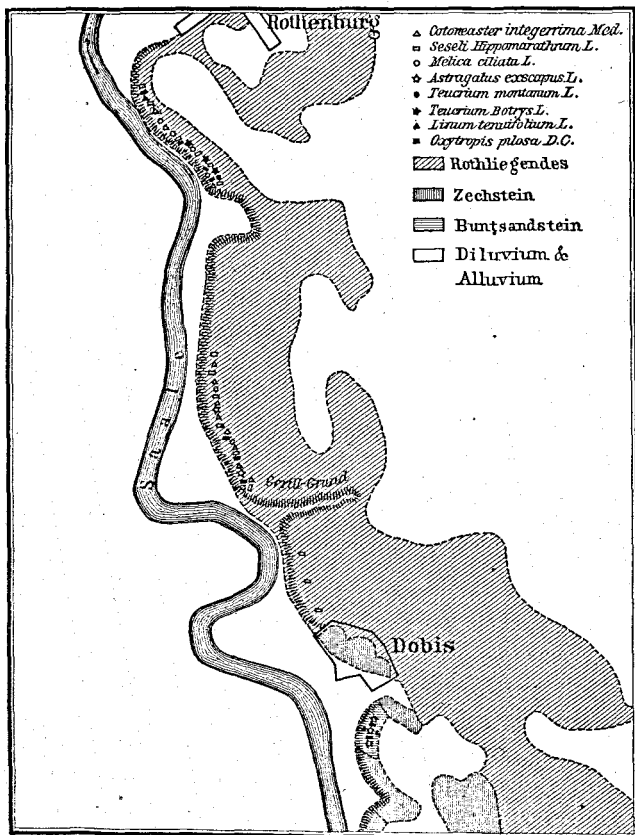 Rothenburg
Cotoneaster integerrima Med.
Seseli Hippomarathrum L.
Melica ciliata L.
Astragalus exscapus L.
Teucrium montanum L.
Teucrium Botrys L.
Linum tenuifolium L.
Oxytropis pilosa D.C.
Rothliegendes
Zechstein
Buntsandstein
Diluvium &
Alluvium
Saale
Gerill-Grund
Dobis